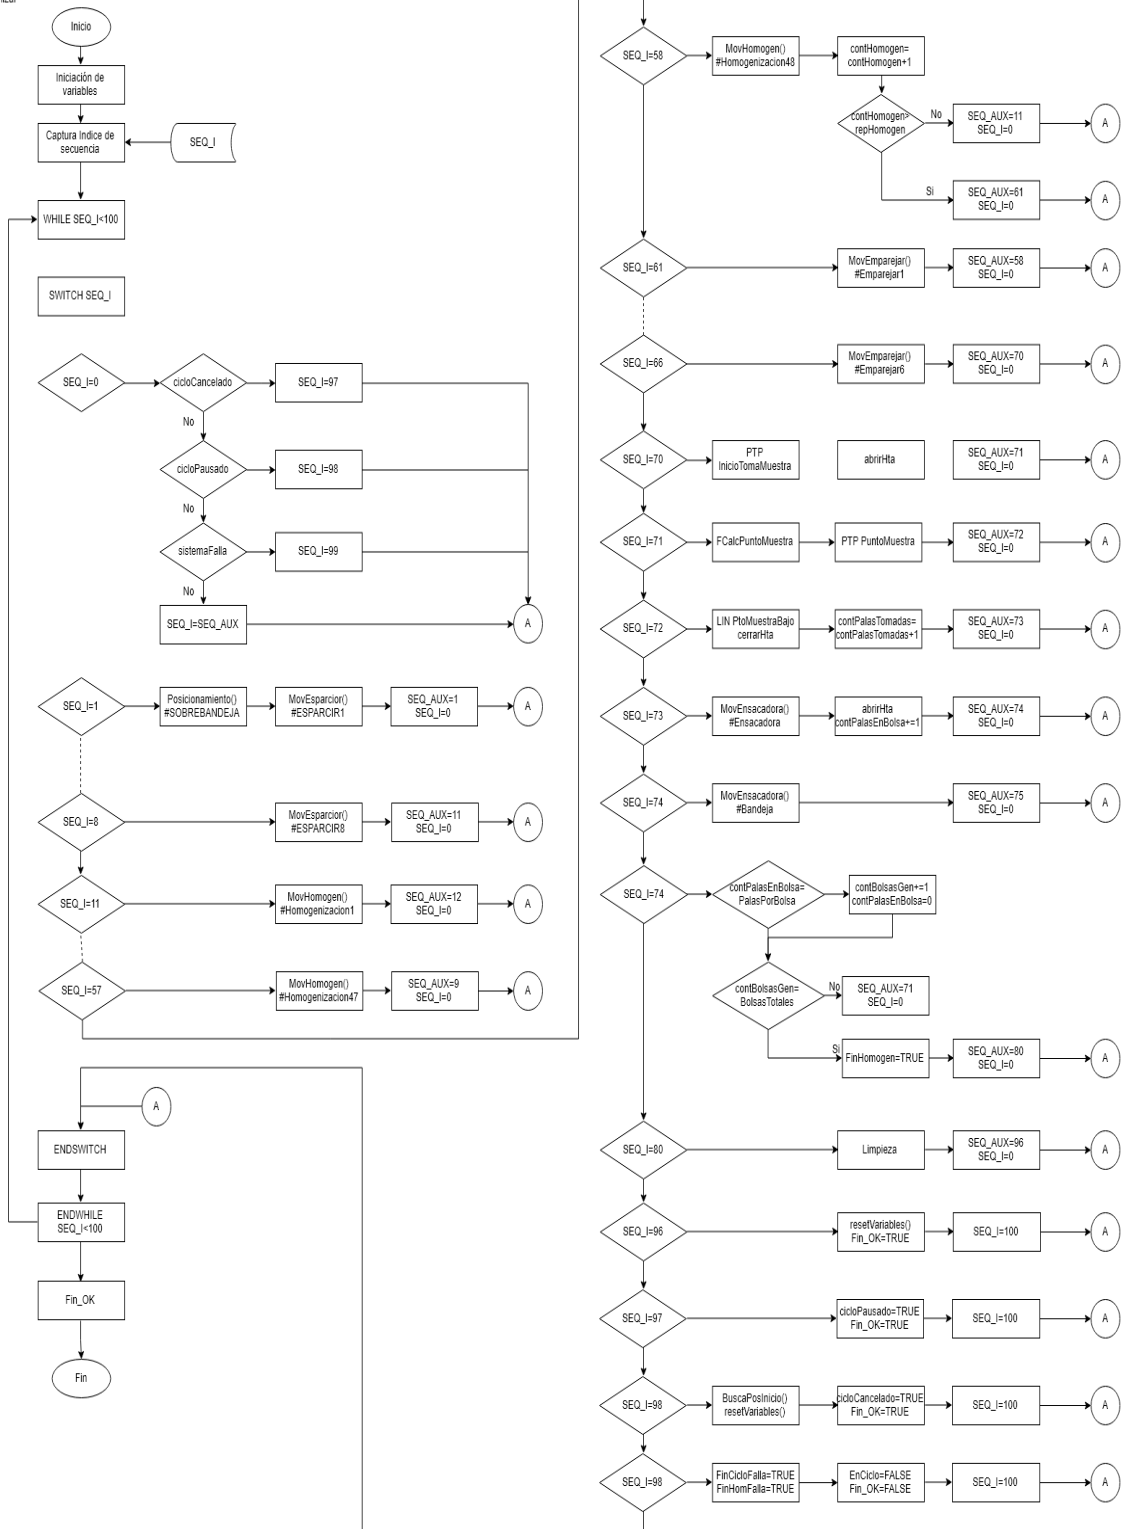 Inicio
Iniciación de
variables
Captura Indice de
secuencia
SEQ_I
WHILE SEQ_I<100
SWITCH SEQ_I
SEQ_I=0
cicloCancelado
SEQ_I=97
No
cicloPausado
SEQ_I=98
No
sistemaFalla
SEQ_I=99
No
SEQ_I=SEQ_AUX
A
SEQ_I=1
Posicionamiento()
#SOBREBANDEJA
MovEsparcior()
#ESPARCIR1
SEQ_AUX=1
SEQ_I=0
A
SEQ_I=8
MovEsparcior()
#ESPARCIR8
SEQ_AUX=11
SEQ_I=0
A
SEQ_I=11
MovHomogen()
#Homogenizacion1
SEQ_AUX=12
SEQ_I=0
A
SEQ_I=57
MovHomogen()
#Homogenizacion47
SEQ_AUX=9
SEQ_I=0
A
A
ENDSWITCH
ENDWHILE
SEQ_I<100
Fin_OK
Fin
SEQ_I=58
MovHomogen()
#Homogenizacion48
contHomogen=
contHomogen+1
contHomogen>
repHomogen
No
SEQ_AUX=11
SEQ_I=0
A
Si
SEQ_AUX=61
SEQ_I=0
A
SEQ_I=61
MovEmparejar()
#Emparejar1
SEQ_AUX=58
SEQ_I=0
A
SEQ_I=66
MovEmparejar()
#Emparejar6
SEQ_AUX=70
SEQ_I=0
A
SEQ_I=70
PTP
InicioTomaMuestra
abrirHta
SEQ_AUX=71
SEQ_I=0
A
SEQ_I=71
FCalcPuntoMuestra
PTP PuntoMuestra
SEQ_AUX=72
SEQ_I=0
A
SEQ_I=72
LIN PtoMuestraBajo
cerrarHta
contPalasTomadas=
contPalasTomadas+1
SEQ_AUX=73
SEQ_I=0
A
SEQ_I=73
MovEnsacadora()
#Ensacadora
abrirHta
contPalasEnBolsa+=1
SEQ_AUX=74
SEQ_I=0
A
SEQ_I=74
MovEnsacadora()
#Bandeja
SEQ_AUX=75
SEQ_I=0
A
SEQ_I=74
contPalasEnBolsa=
PalasPorBolsa
contBolsasGen+=1
contPalasEnBolsa=0
contBolsasGen=
BolsasTotales
No
SEQ_AUX=71
SEQ_I=0
Si
FinHomogen=TRUE
SEQ_AUX=80
SEQ_I=0
A
SEQ_I=80
Limpieza
SEQ_AUX=96
SEQ_I=0
A
SEQ_I=96
resetVariables()
Fin_OK=TRUE
SEQ_I=100
A
SEQ_I=97
cicloPausado=TRUE
Fin_OK=TRUE
SEQ_I=100
A
SEQ_I=98
BuscaPosInicio()
resetVariables()
cicloCancelado=TRUE
Fin_OK=TRUE
SEQ_I=100
A
SEQ_I=98
FinCicloFalla=TRUE
FinHomFalla=TRUE
EnCiclo=FALSE
Fin_OK=FALSE
SEQ_I=100
A